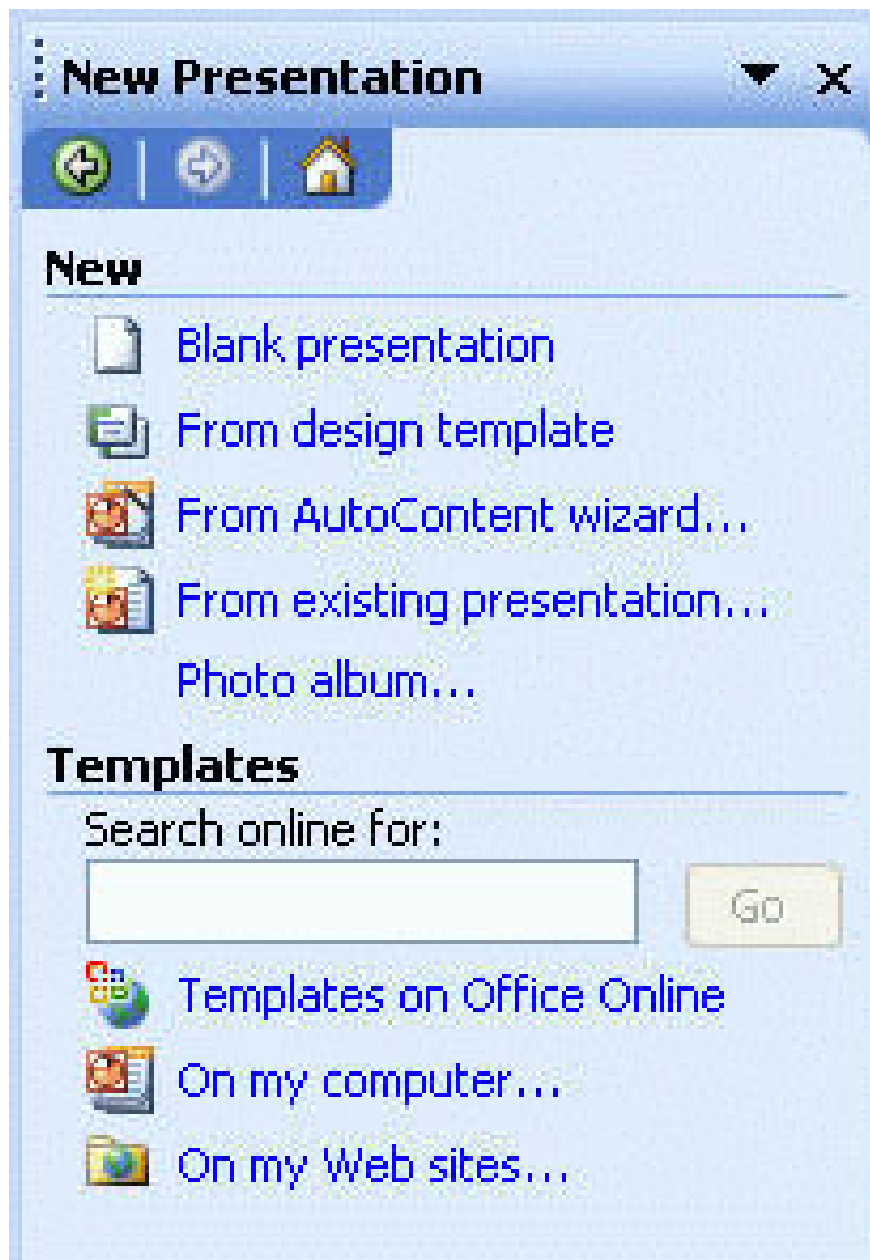 New Presentation
New
Blank presentation
From design template
From AutoContent wizard...
From existing presentation...
Photo album...
Templates
Search online for:
Go
Templates on Office Online
On my computer...
On my Web sites...